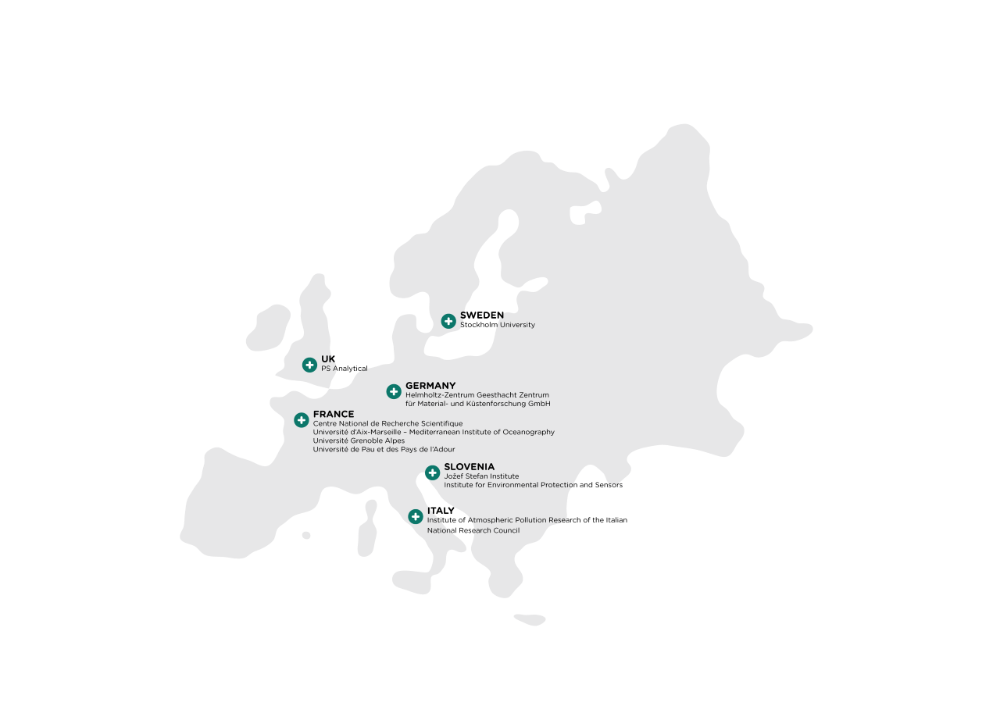 SWEDEN
Stockholm University
UK
PS Analytical
GERMANY
Helmholtz-Zentrum Geesthacht Zentrum
für Material- und Küstenforschung GmbH
FRANCE
Centre National de Recherche Scientifique
Université d’Aix-Marseille – Mediterranean Institute of Oceanography
Université Grenoble Alpes
Université de Pau et des Pays de l’Adour
SLOVENIA
Jožef Stefan Institute
Institute for Environmental Protection and Sensors
ITALY
Institute of Atmospheric Pollution Research of the Italian
National Research Council